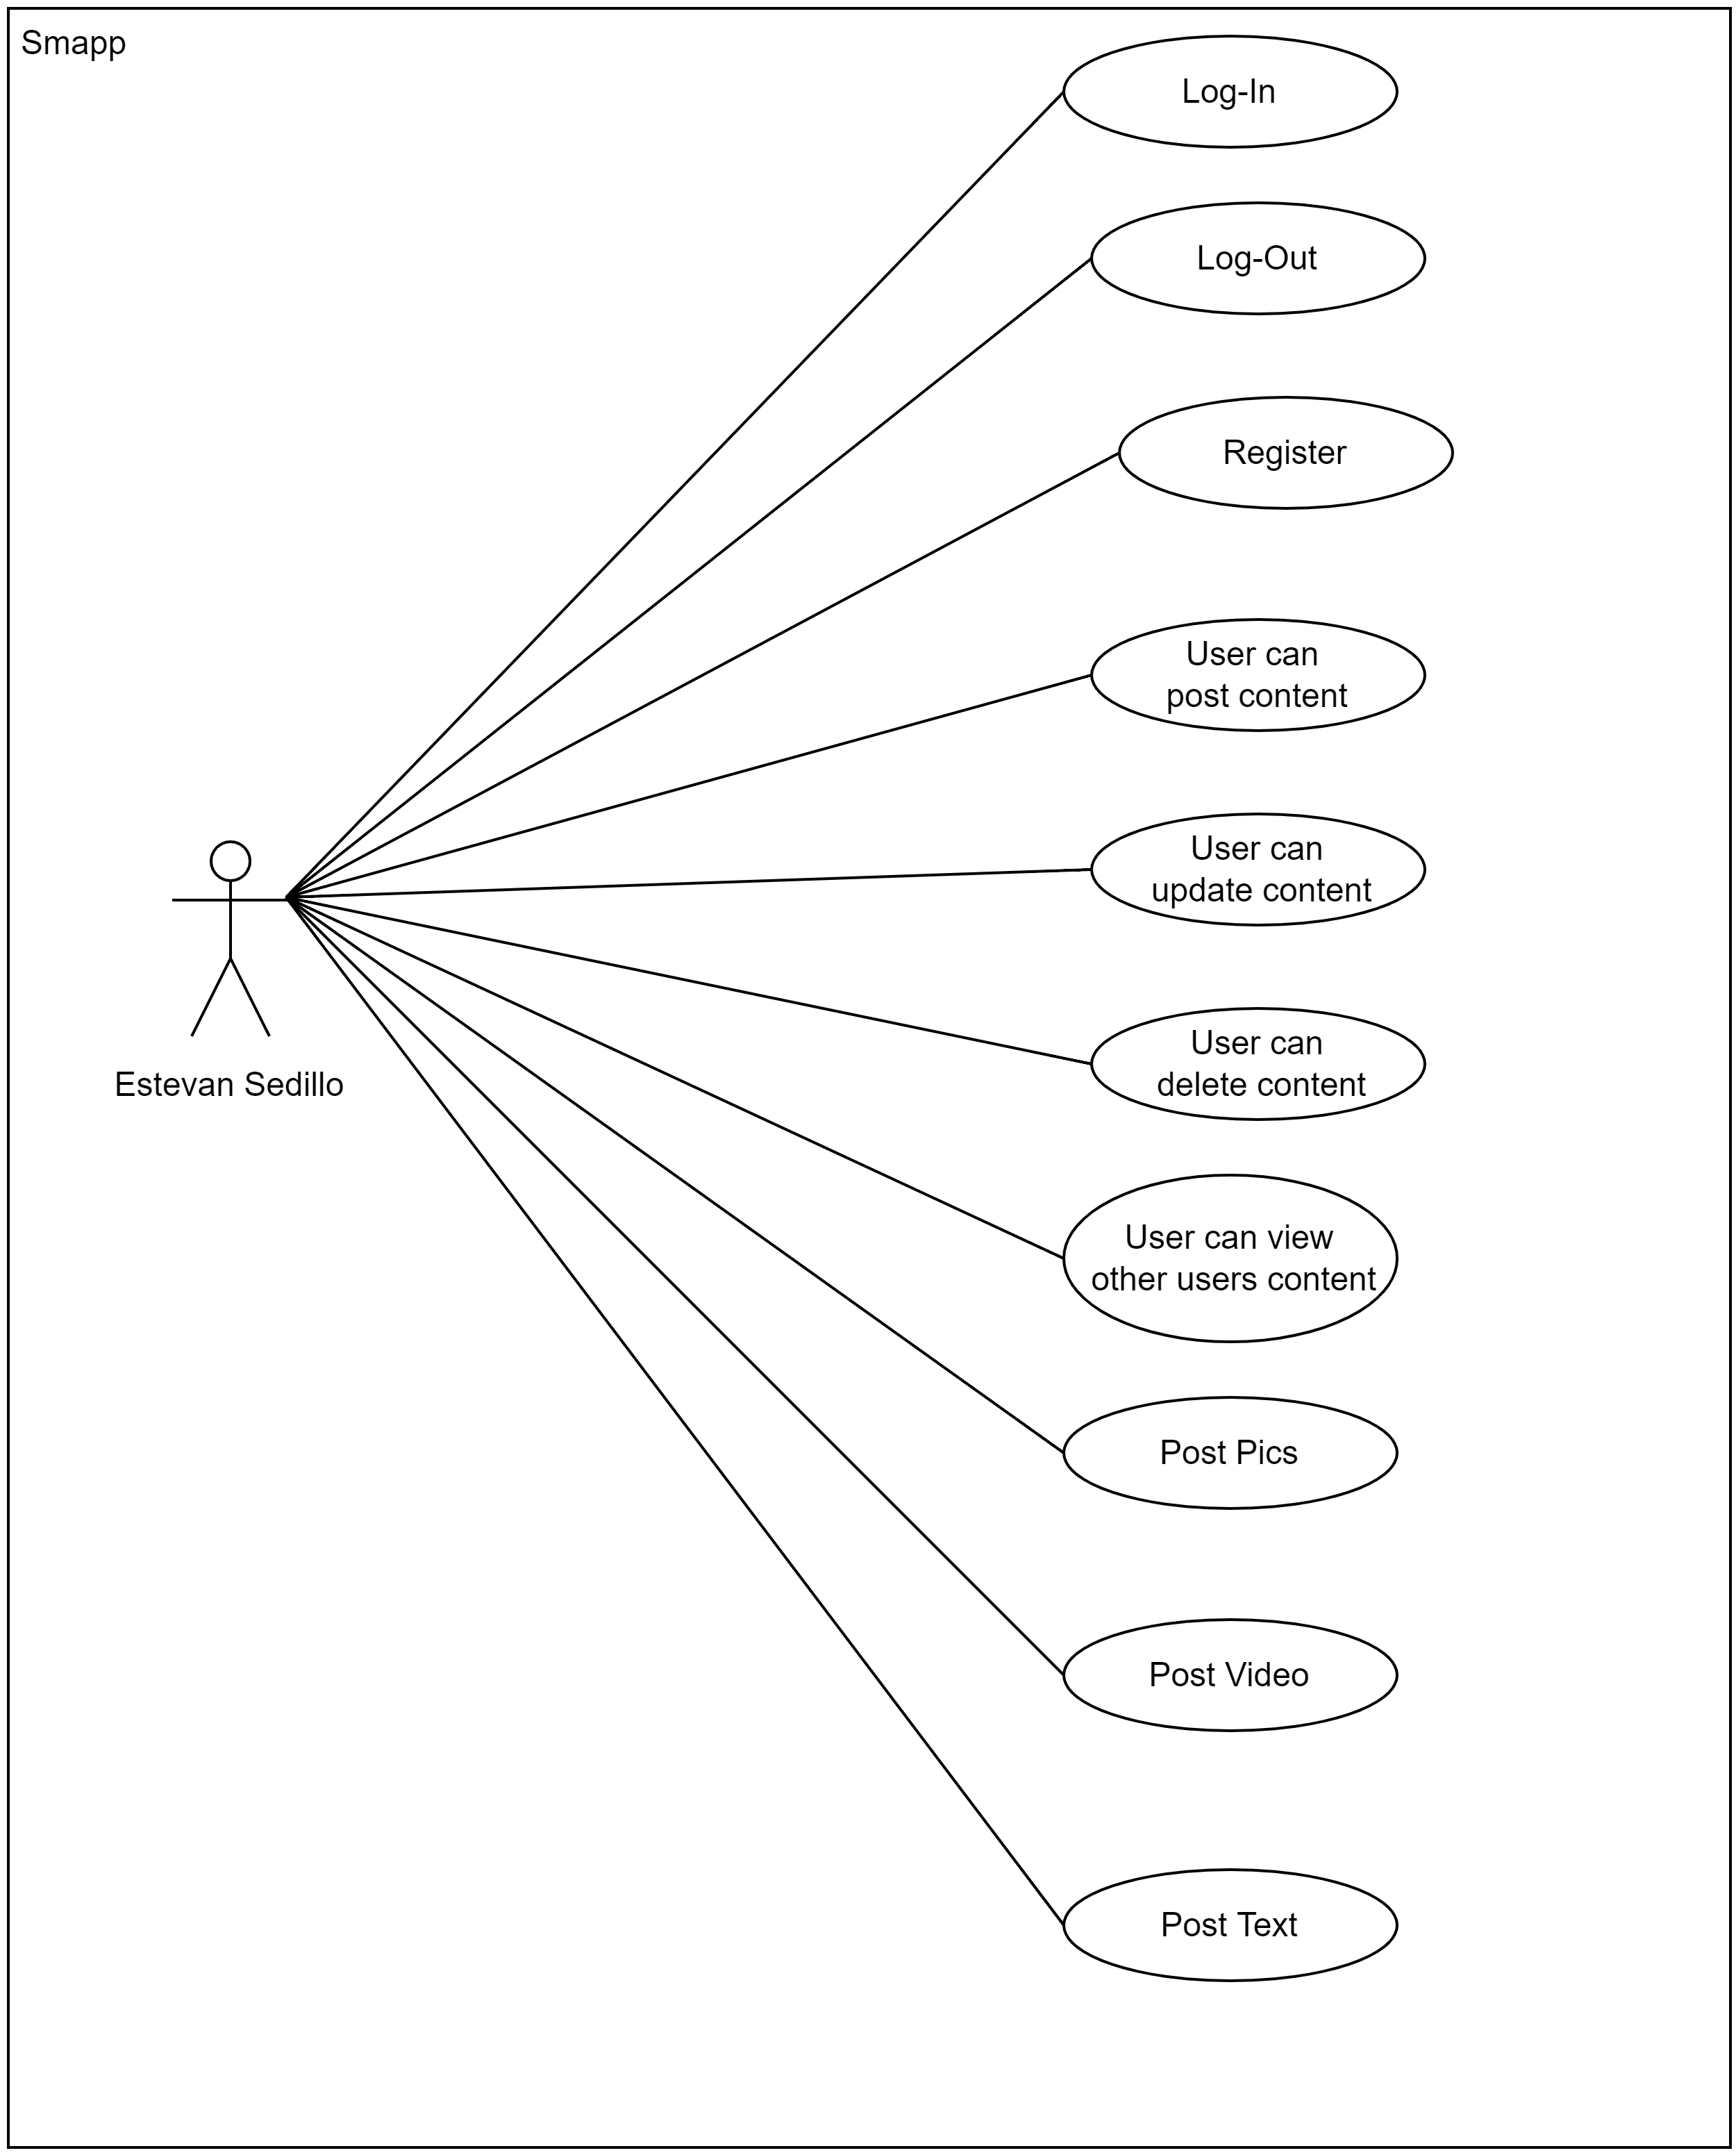 Smapp
Log-In
Log-Out
Register
User can
post content
User can
update content
Estevan Sedillo
User can
delete content
User can view
other users content
Post Pics
Post Video
Post Text